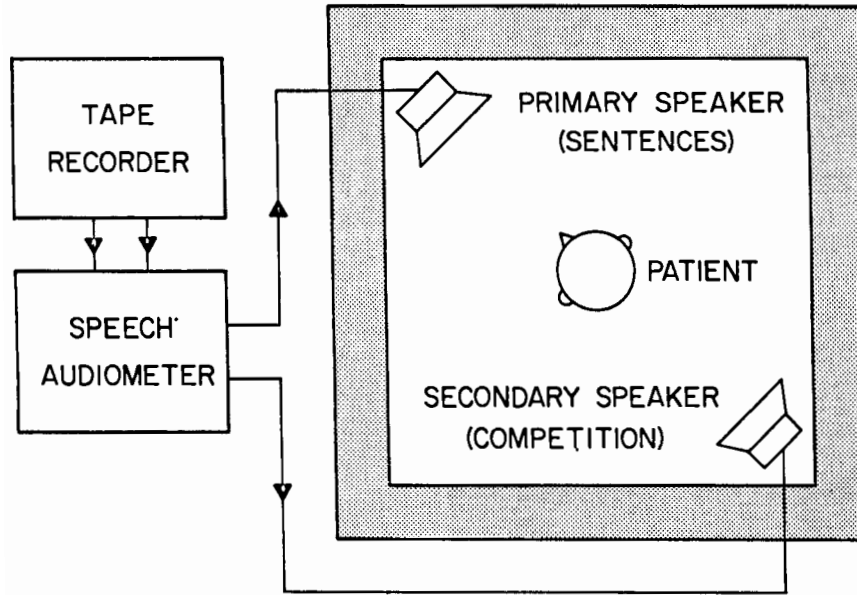 TAPE
RECORDER
SPEECH
AUDIOMETER
PRIMARY SPEAKER
(SENTENCES)
PATIENT
SECONDARY SPEAKER
(COMPETITION)